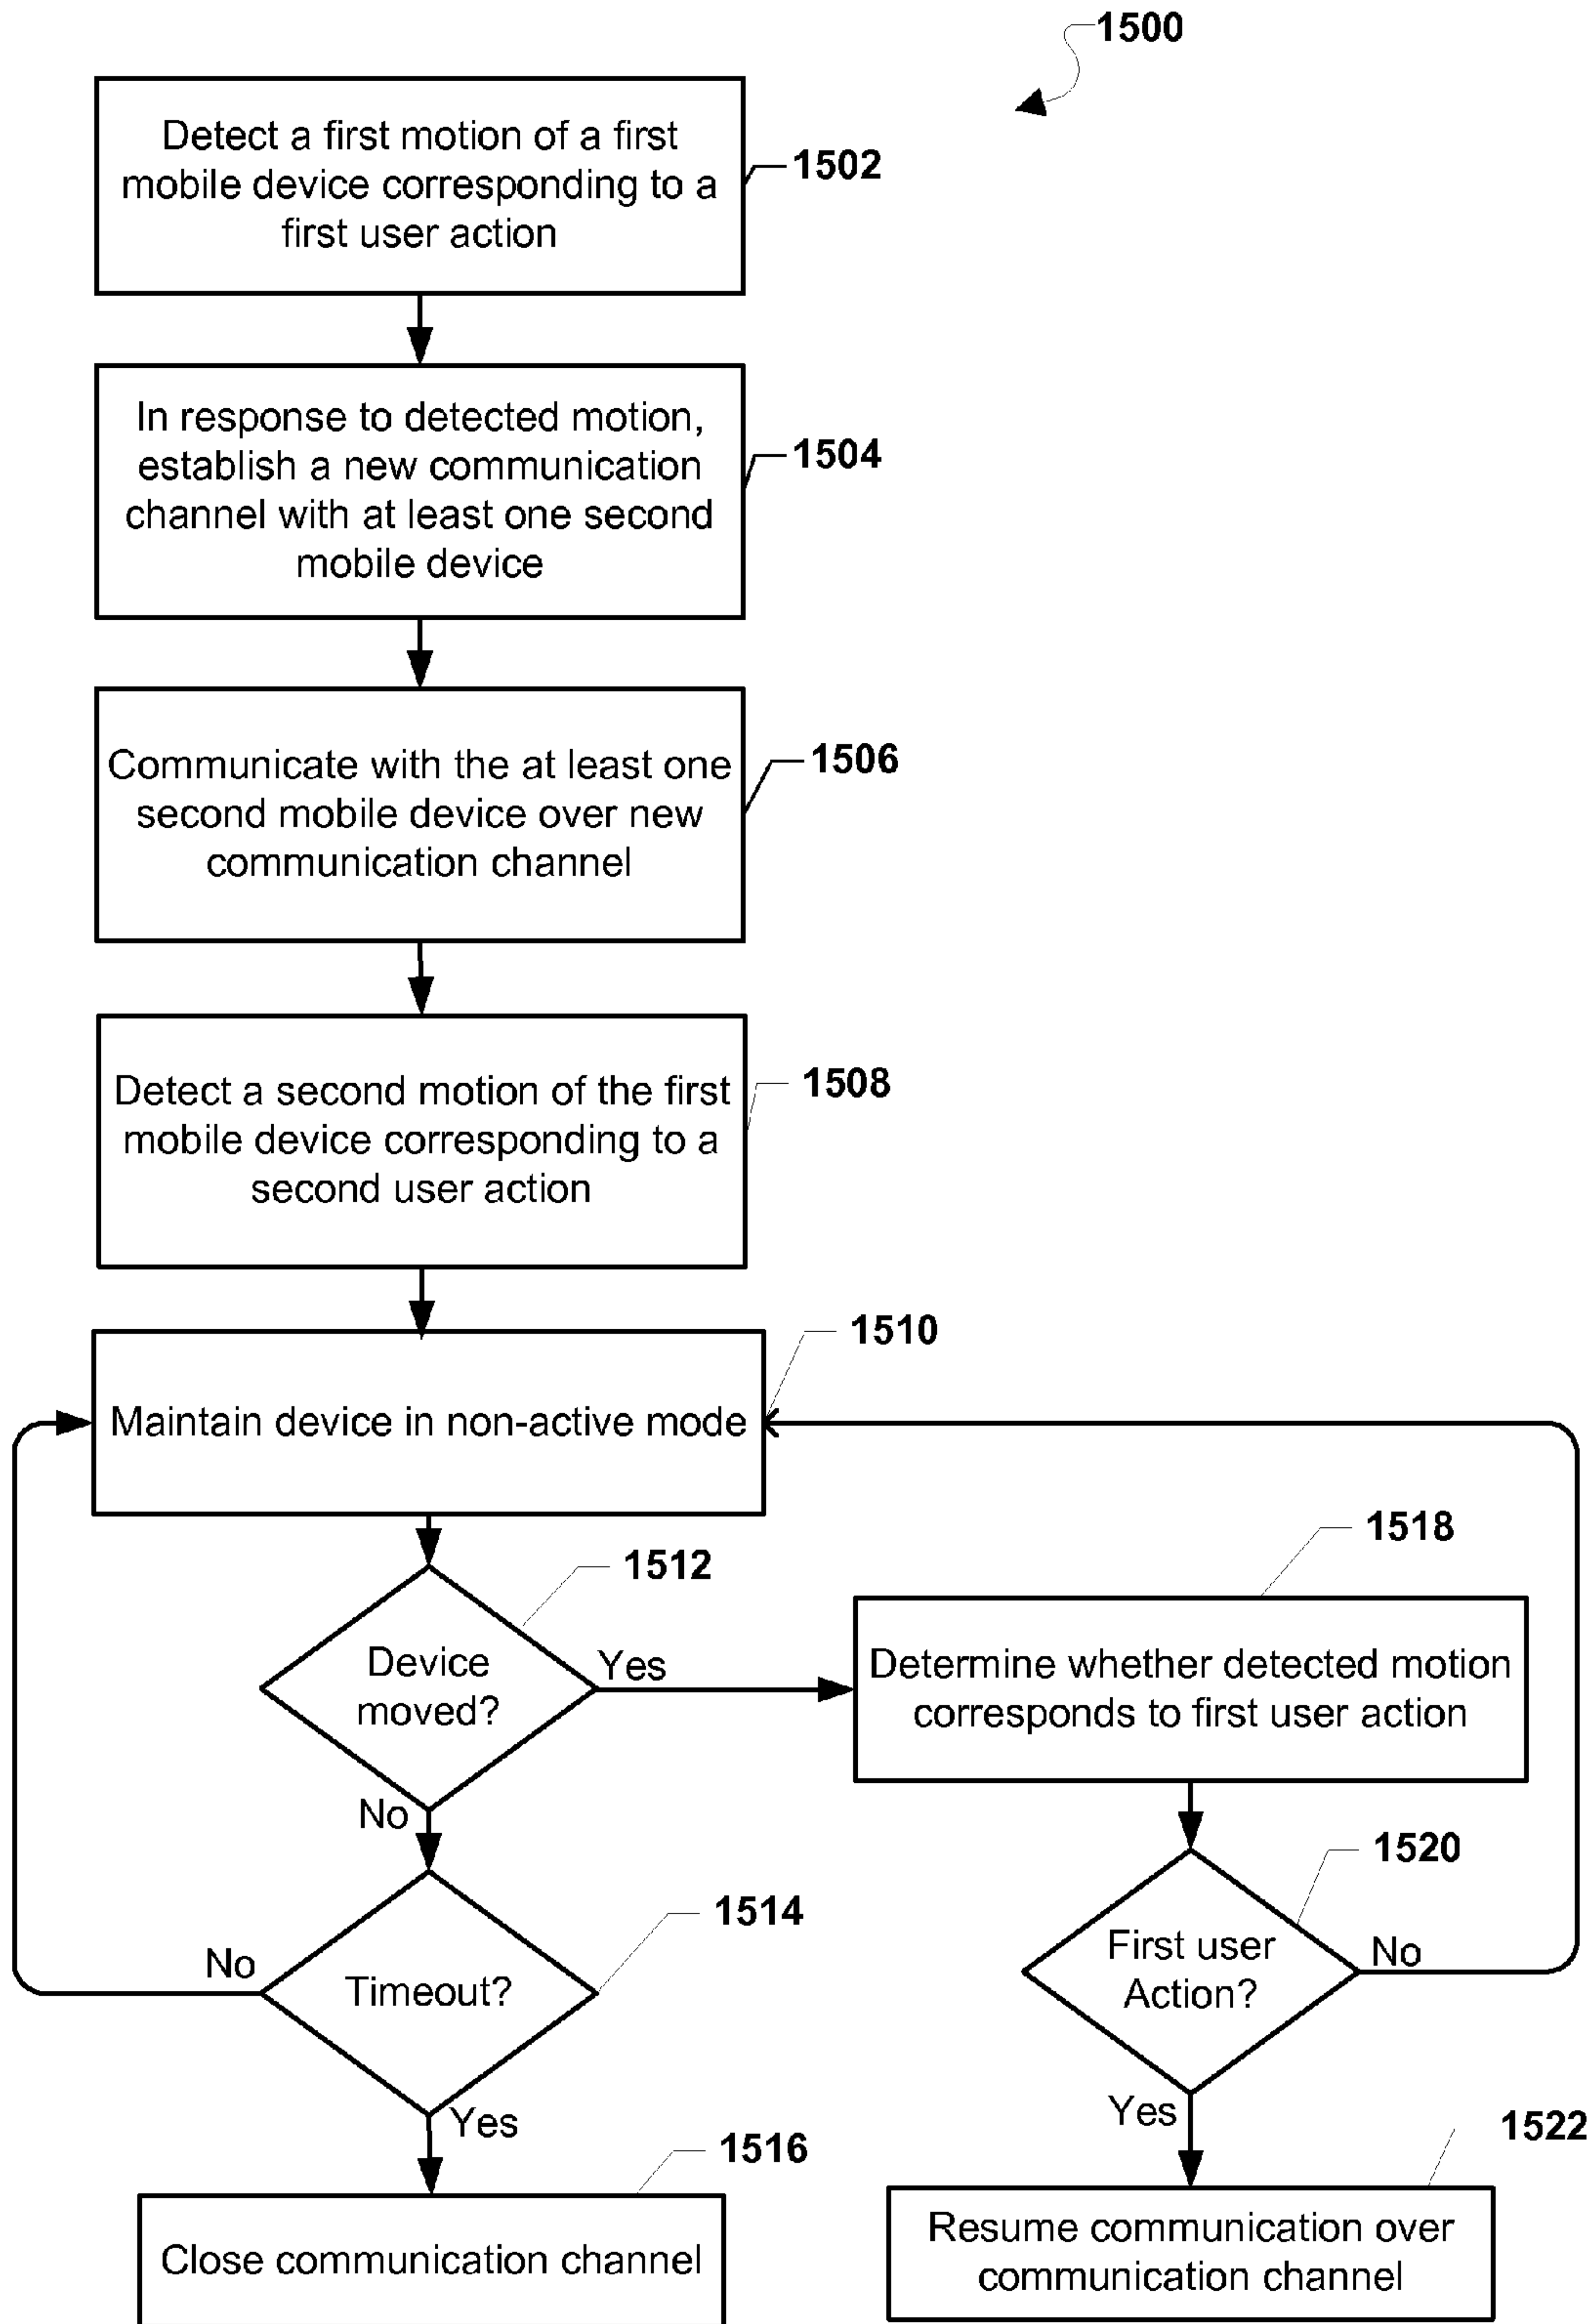 1500
Detect a first motion of a first
mobile device corresponding to a
first user action
1502
In response to detected motion,
establish a new communication
channel with at least one second
mobile device
1504
Communicate with the at least one
second mobile device over new
communication channel
1506
Detect a second motion of the first
mobile device corresponding to a
second user action
1508
Maintain device in non-active mode
1510
Device
moved?
1512
Yes
No
Determine whether detected motion
corresponds to first user action
1518
Timeout?
1514
No
Yes
First user
Action?
1520
No
Yes
Close communication channel
1516
Resume communication over
communication channel
1522